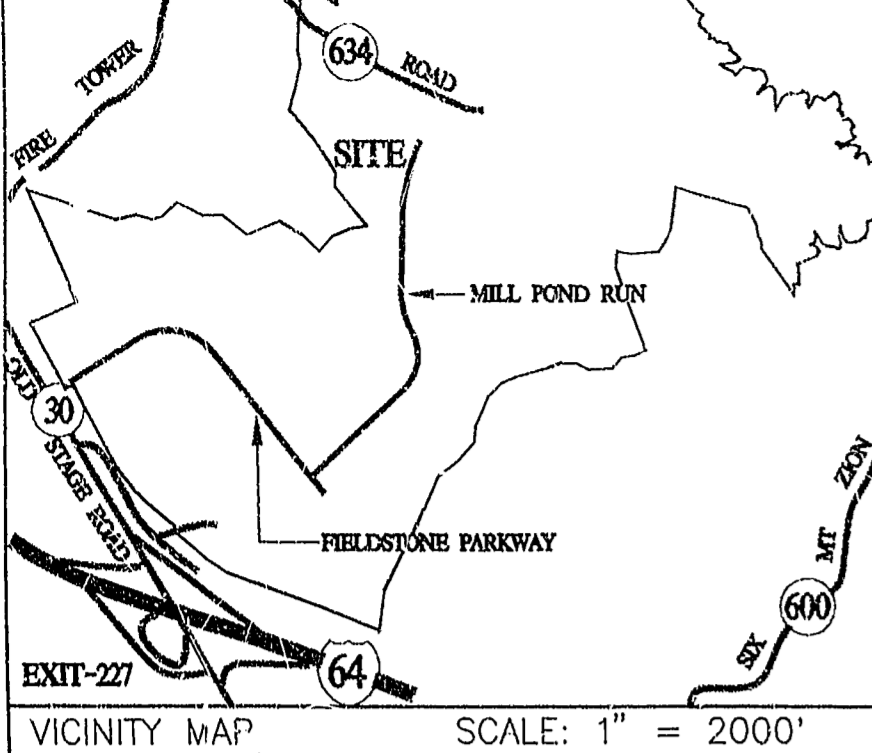 FIRE TOWER
634
ROAD
SITE
MILL POND RUN
OLD
30
STAGE ROAD
FIELDSTONE PARKWAY
ZION
MT
600
SIX
EXIT-227
64
VICINITY MAP
SCALE: 1" = 2000'